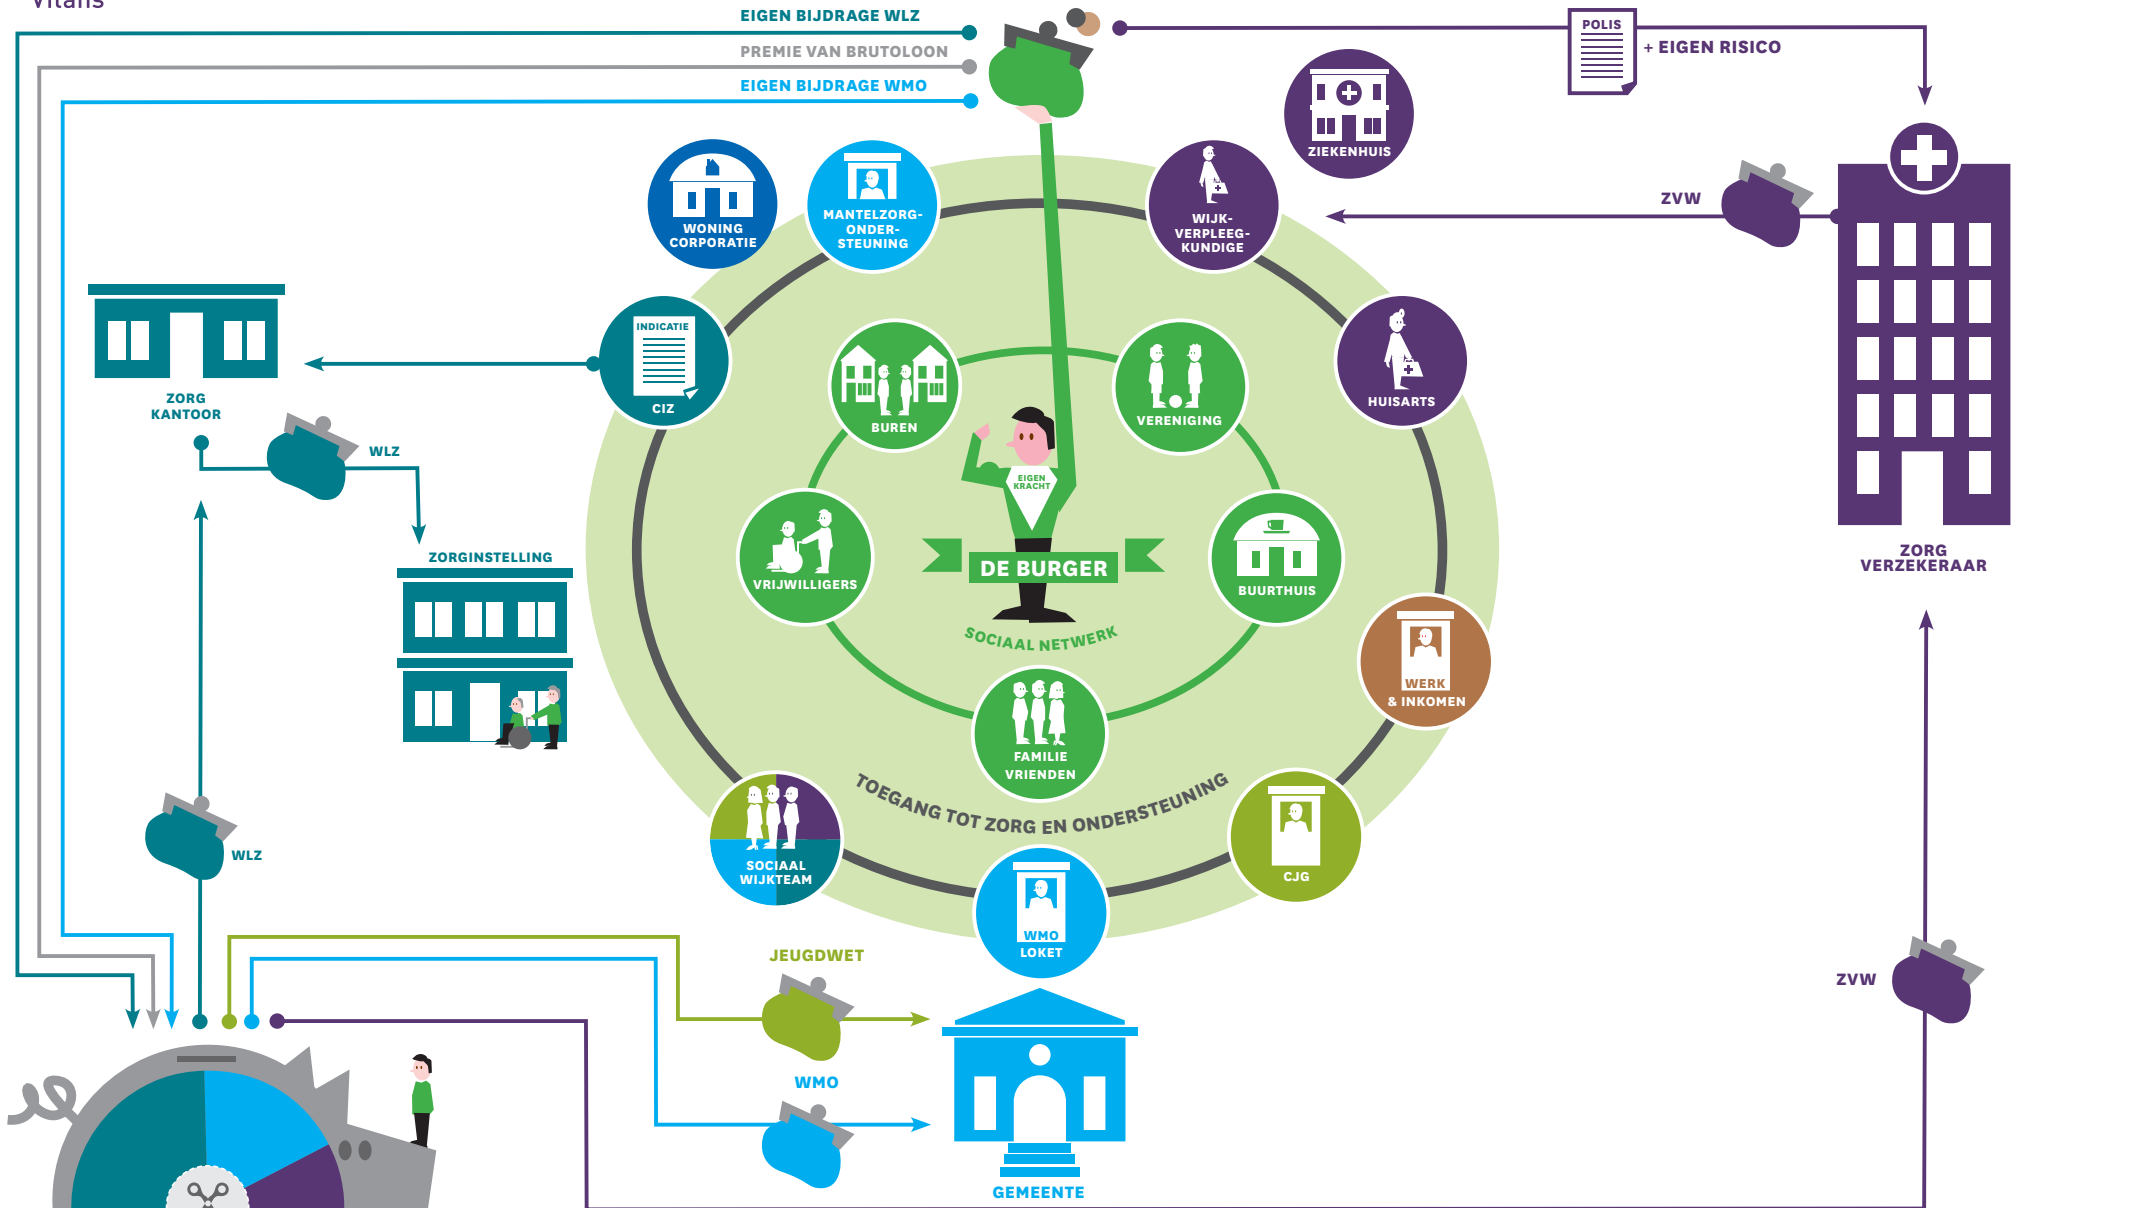 Vitans
EIGEN BIJDRAGE WLZ
PREMIE VAN BRUTOLOON
EIGEN BIJDRAGE WMO
POLIS
+ EIGEN RISICO
ZIEKENHUIS
WONING
CORPORATIE
MANTELZORG-
ONDER-
STEUNING
WIJK-
VERPLEEG-
KUNDIGE
ZVW
INDICATIE
CIZ
ZORG
KANTOOR
BUREN
VERENIGING
HUISARTS
WLZ
EIGEN
KRACHT
ZORGINSTELLING
VRIJWILLIGERS
DE BURGER
BUURTHUIS
ZORG
VERZEKERAAR
SOCIAAL NETWERK
WERK
& INKOMEN
FAMILIE
VRIENDEN
TOEGANG TOT ZORG EN ONDERSTEUNING
WLZ
SOCIAAL
WIJKTEAM
CJG
WMO
LOKET
JEUGDWET
ZVW
WMO
GEMEENTE